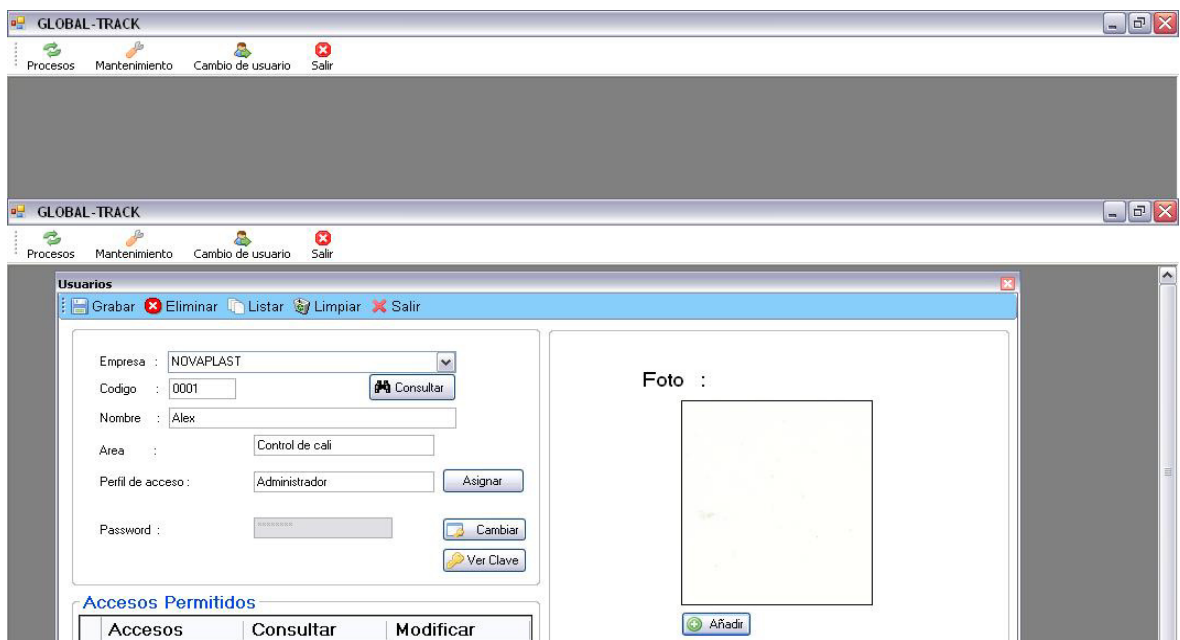 GLOBAL-TRACK
Procesos Mantenimiento Cambio de usuario Salir
GLOBAL-TRACK
Procesos Mantenimiento Cambio de usuario Salir
Usuarios
Grabar Eliminar Listar Limpiar Salir
Empresa : NOVAPLAST
Codigo : 0001 Consultar
Nombre : Alex
Area : Control de cali
Perfil de acceso : Administrador Asignar
Password : ******** Cambiar
Ver Clave
Foto :
Añadir
Accesos Permitidos
Accesos Consultar Modificar